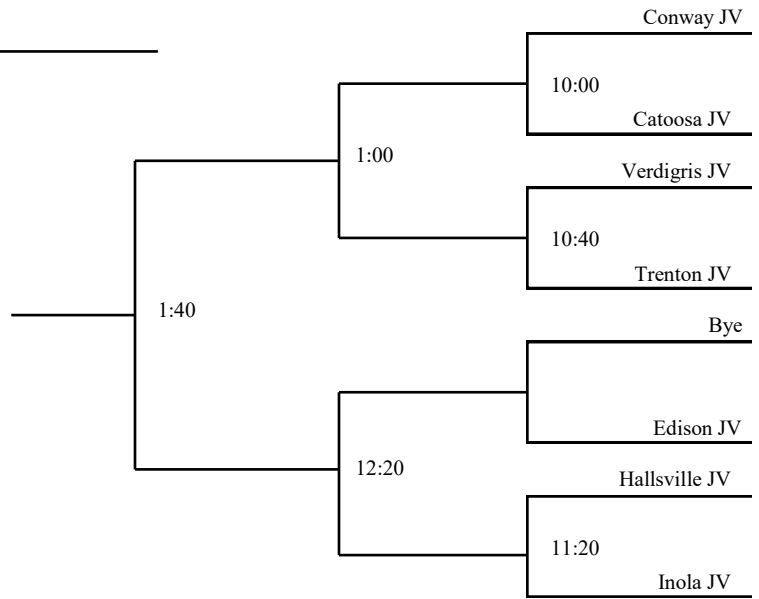 Conway JV
10:00
Catoosa JV
1:00
Verdigris JV
10:40
Trenton JV
1:40
Bye
Edison JV
12:20
Hallsville JV
11:20
Inola JV